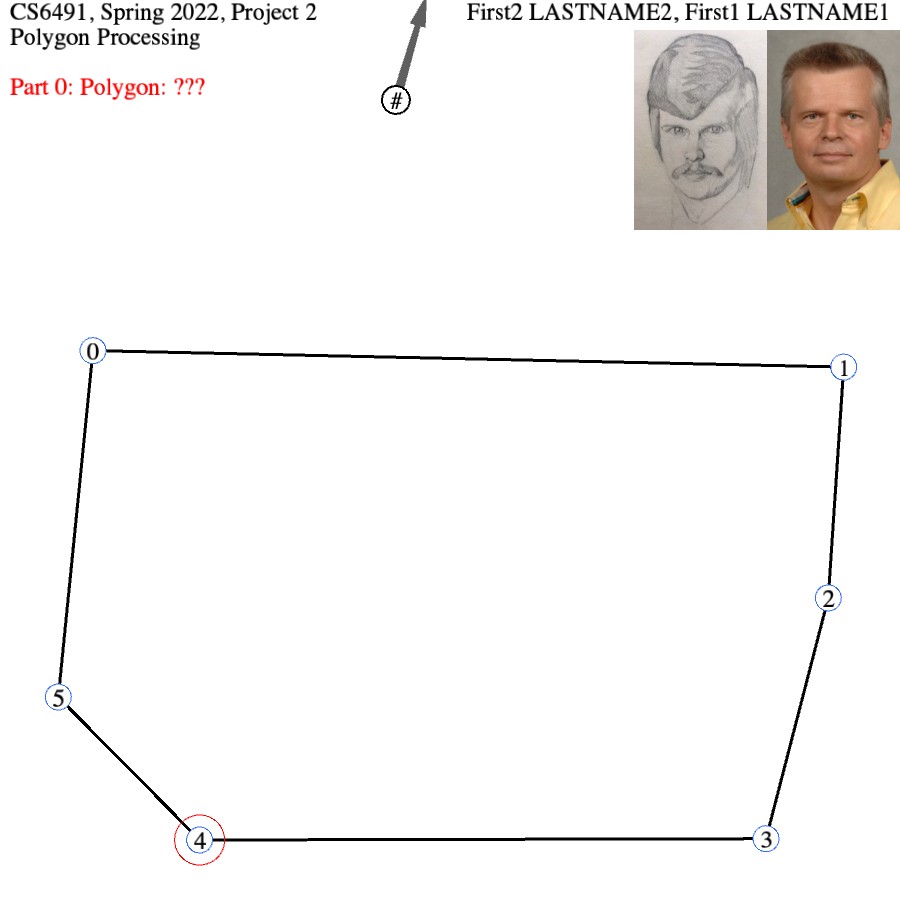 CS6491, Spring 2022, Project 2
First2 LASTNAME2, First1 LASTNAME1
Polygon Processing
Part 0: Polygon: ???
#
0
1
2
5
4
3